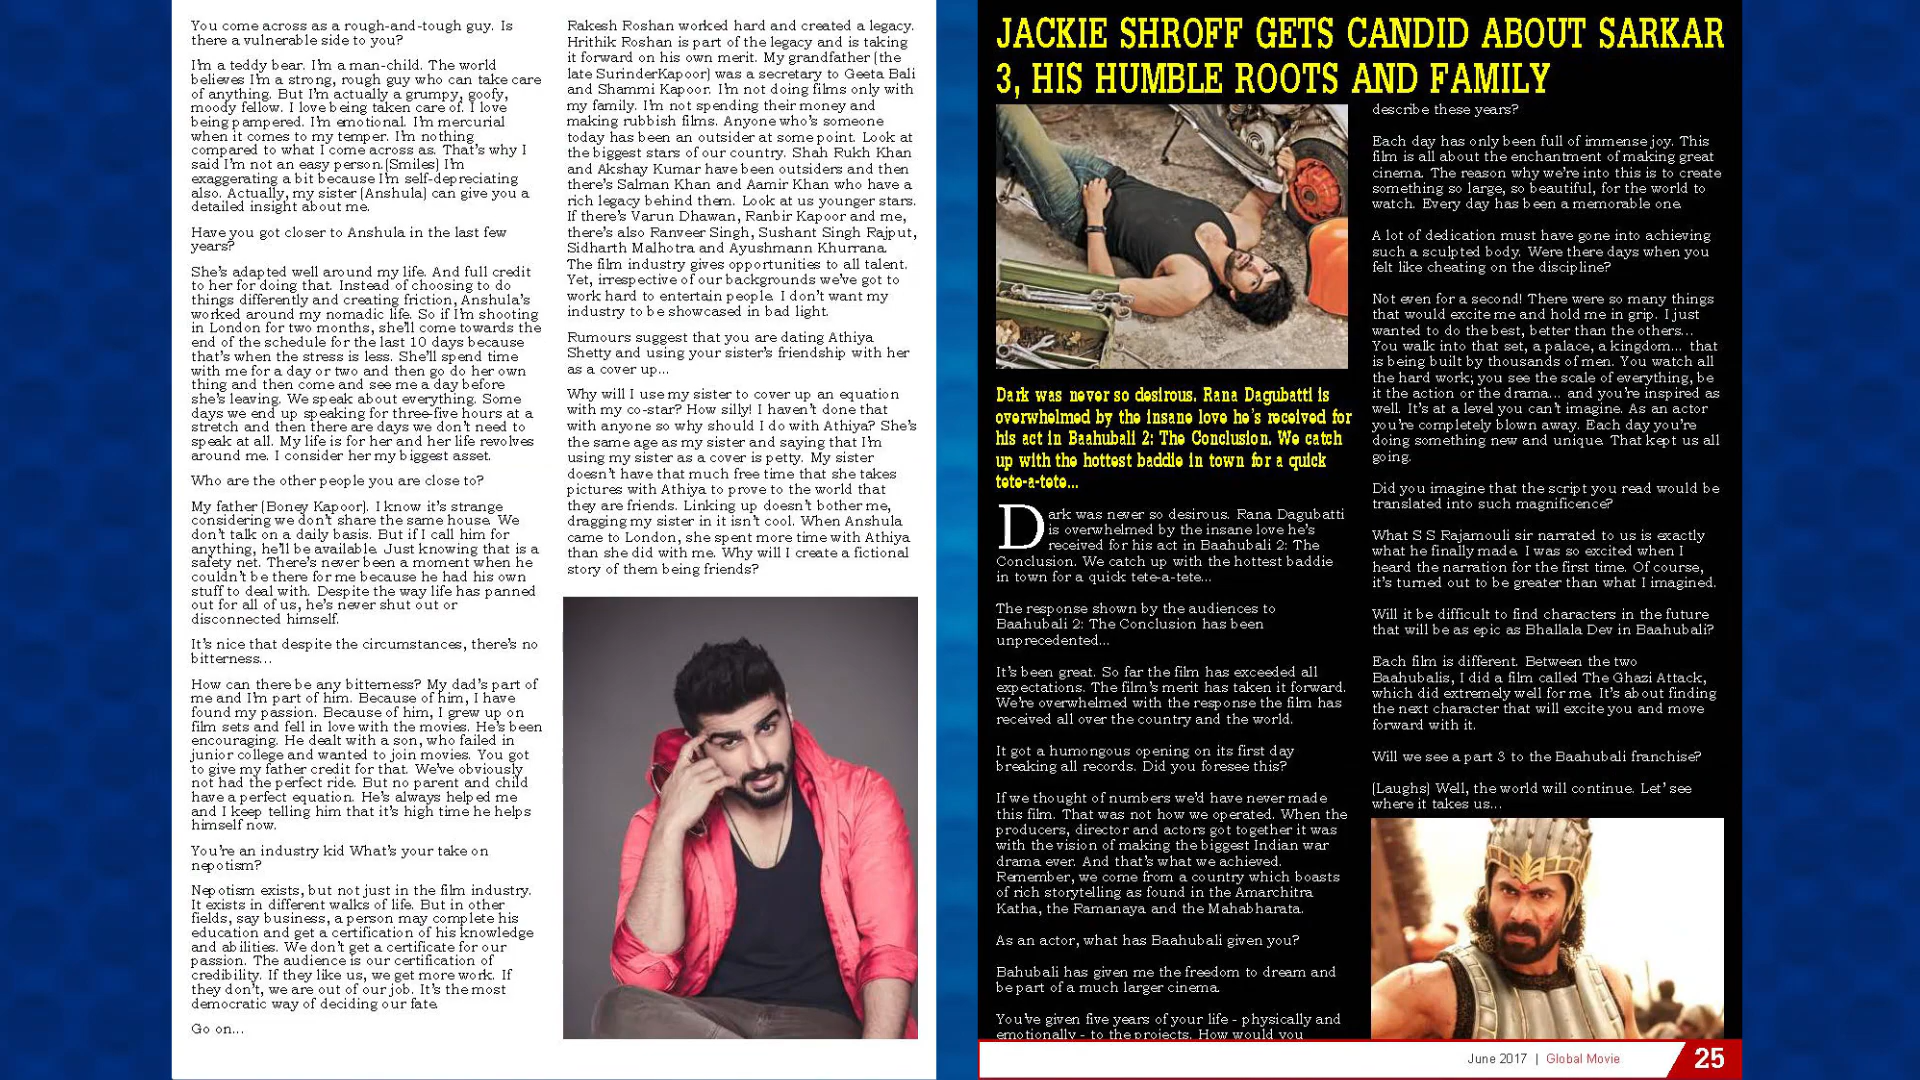 You come across as a rough-and-tough guy. Is
there a vulnerable side to you?
I'm a teddy bear. I'm a man-child. The world
believes I'm a strong, rough guy who can take care
of anything. But I'm actually a grumpy, goofy,
moody fellow. I love being taken care of. I love
being pampered. I'm emotional. I'm mercurial
when it comes to my temper. I'm nothing
compared to what I come across as. That's why I
said I'm not an easy person.(Smiles) I'm
exaggerating a bit because I'm self-depreciating
also. Actually, my sister (Anshula) can give you a
detailed insight about me.
Have you got closer to Anshula in the last few
years?
She's adapted well around my life. And full credit
to her for doing that. Instead of choosing to do
things differently and creating friction, Anshula's
worked around my nomadic life. So if I'm shooting
in London for two months, she'll come towards the
end of the schedule for the last 10 days because
that's when the stress is less. She'll spend time
with me for a day or two and then go do her own
thing and then come and see me a day before
she's leaving. We speak about everything. Some
days we end up speaking for three-five hours at a
stretch and then there are days we don't need to
speak at all. My life is for her and her life revolves
around me. I consider her my biggest asset.
Who are the other people you are close to?
My father (Boney Kapoor). I know it's strange
considering we don't share the same house. We
don't talk on a daily basis. But if I call him for
anything, he'll be available. Just knowing that is a
safety net. There's never been a moment when he
couldn't be there for me because he had his own
stuff to deal with. Despite the way life has panned
out for all of us, he's never shut out or
disconnected himself.
It's nice that despite the circumstances, there's no
bitterness...
How can there be any bitterness? My dad's part of
me and I'm part of him. Because of him, I have
found my passion. Because of him, I grew up on
film sets and fell in love with the movies. He's been
encouraging. He dealt with a son, who failed in
junior college and wanted to join movies. You got
to give my father credit for that. We've obviously
not had the perfect ride. But no parent and child
have a perfect equation. He's always helped me
and I keep telling him that it's high time he helps
himself now.
You're an industry kid What's your take on
nepotism?
Nepotism exists, but not just in the film industry.
It exists in different walks of life. But in other
fields, say business, a person may complete his
education and get a certification of his knowledge
and abilities. We don't get a certificate for our
passion. The audience is our certification of
credibility. If they like us, we get more work. If
they don't, we are out of our job. It's the most
democratic way of deciding our fate.
Go on...
Rakesh Roshan worked hard and created a legacy.
Hrithik Roshan is part of the legacy and is taking
it forward on his own merit. My grandfather (the
late SurinderKapoor) was a secretary to Geeta Bali
and Shammi Kapoor. I'm not doing films only with
my family. I'm not spending their money and
making rubbish films. Anyone who's someone
today has been an outsider at some point. Look at
the biggest stars of our country. Shah Rukh Khan
and Akshay Kumar have been outsiders and then
there's Salman Khan and Aamir Khan who have a
rich legacy behind them. Look at us younger stars.
If there's Varun Dhawan, Ranbir Kapoor and me,
there's also Ranveer Singh, Sushant Singh Rajput,
Sidharth Malhotra and Ayushmann Khurrana.
The film industry gives opportunities to all talent.
Yet, irrespective of our backgrounds we've got to
work hard to entertain people. I don't want my
industry to be showcased in bad light.
Rumours suggest that you are dating Athiya
Shetty and using your sister's friendship with her
as a cover up...
Why will I use my sister to cover up an equation
with my co-star? How silly! I haven't done that
with anyone so why should I do with Athiya? She's
the same age as my sister and saying that I'm
using my sister as a cover is petty. My sister
doesn't have that much free time that she takes
pictures with Athiya to prove to the world that
they are friends. Linking up doesn't bother me,
dragging my sister in it isn't cool. When Anshula
came to London, she spent more time with Athiya
than she did with me. Why will I create a fictional
story of them being friends?
JACKIE SHROFF GETS CANDID ABOUT SARKAR
3, HIS HUMBLE ROOTS AND FAMILY
Dark was never so desirous. Rana Dagubatti is
overwhelmed by the insane love he's received for
his act in Baahubali 2: The Conclusion. We catch
up with the hottest baddie in town for a quick
tete-a-tete...
Dark was never so desirous. Rana Dagubatti
is overwhelmed by the insane love he's
received for his act in Baahubali 2: The
Conclusion. We catch up with the hottest baddie
in town for a quick tete-a-tete...
The response shown by the audiences to
Baahubali 2: The Conclusion has been
unprecedented...
It's been great. So far the film has exceeded all
expectations. The film's merit has taken it forward.
We're overwhelmed with the response the film has
received all over the country and the world.
It got a humongous opening on its first day
breaking all records. Did you foresee this?
If we thought of numbers we'd have never made
this film. That was not how we operated. When the
producers, director and actors got together it was
with the vision of making the biggest Indian war
drama ever. And that's what we achieved.
Remember, we come from a country which boasts
of rich storytelling as found in the Amarchitra
Katha, the Ramanaya and the Mahabharata.
As an actor, what has Baahubali given you?
Bahubali has given me the freedom to dream and
be part of a much larger cinema.
You've given five years of your life - physically and
emotionally - to the projects. How would you
describe these years?
Each day has only been full of immense joy. This
film is all about the enchantment of making great
cinema. The reason why we're into this is to create
something so large, so beautiful, for the world to
watch. Every day has been a memorable one.
A lot of dedication must have gone into achieving
such a sculpted body. Were there days when you
felt like cheating on the discipline?
Not even for a second! There were so many things
that would excite me and hold me in grip. I just
wanted to do the best, better than the others...
You walk into that set, a palace, a kingdom... that
is being built by thousands of men. You watch all
the hard work; you see the scale of everything, be
it the action or the drama... and you're inspired as
well. It's at a level you can't imagine. As an actor
you're completely blown away. Each day you're
doing something new and unique. That kept us all
going.
Did you imagine that the script you read would be
translated into such magnificence?
What S S Rajamouli sir narrated to us is exactly
what he finally made. I was so excited when I
heard the narration for the first time. Of course,
it's turned out to be greater than what I imagined.
Will it be difficult to find characters in the future
that will be as epic as Bhallala Dev in Baahubali?
Each film is different. Between the two
Baahubalis, I did a film called The Ghazi Attack,
which did extremely well for me. It's about finding
the next character that will excite you and move
forward with it.
Will we see a part 3 to the Baahubali franchise?
(Laughs) Well, the world will continue. Let' see
where it takes us...
June 2017 | Global Movie 25